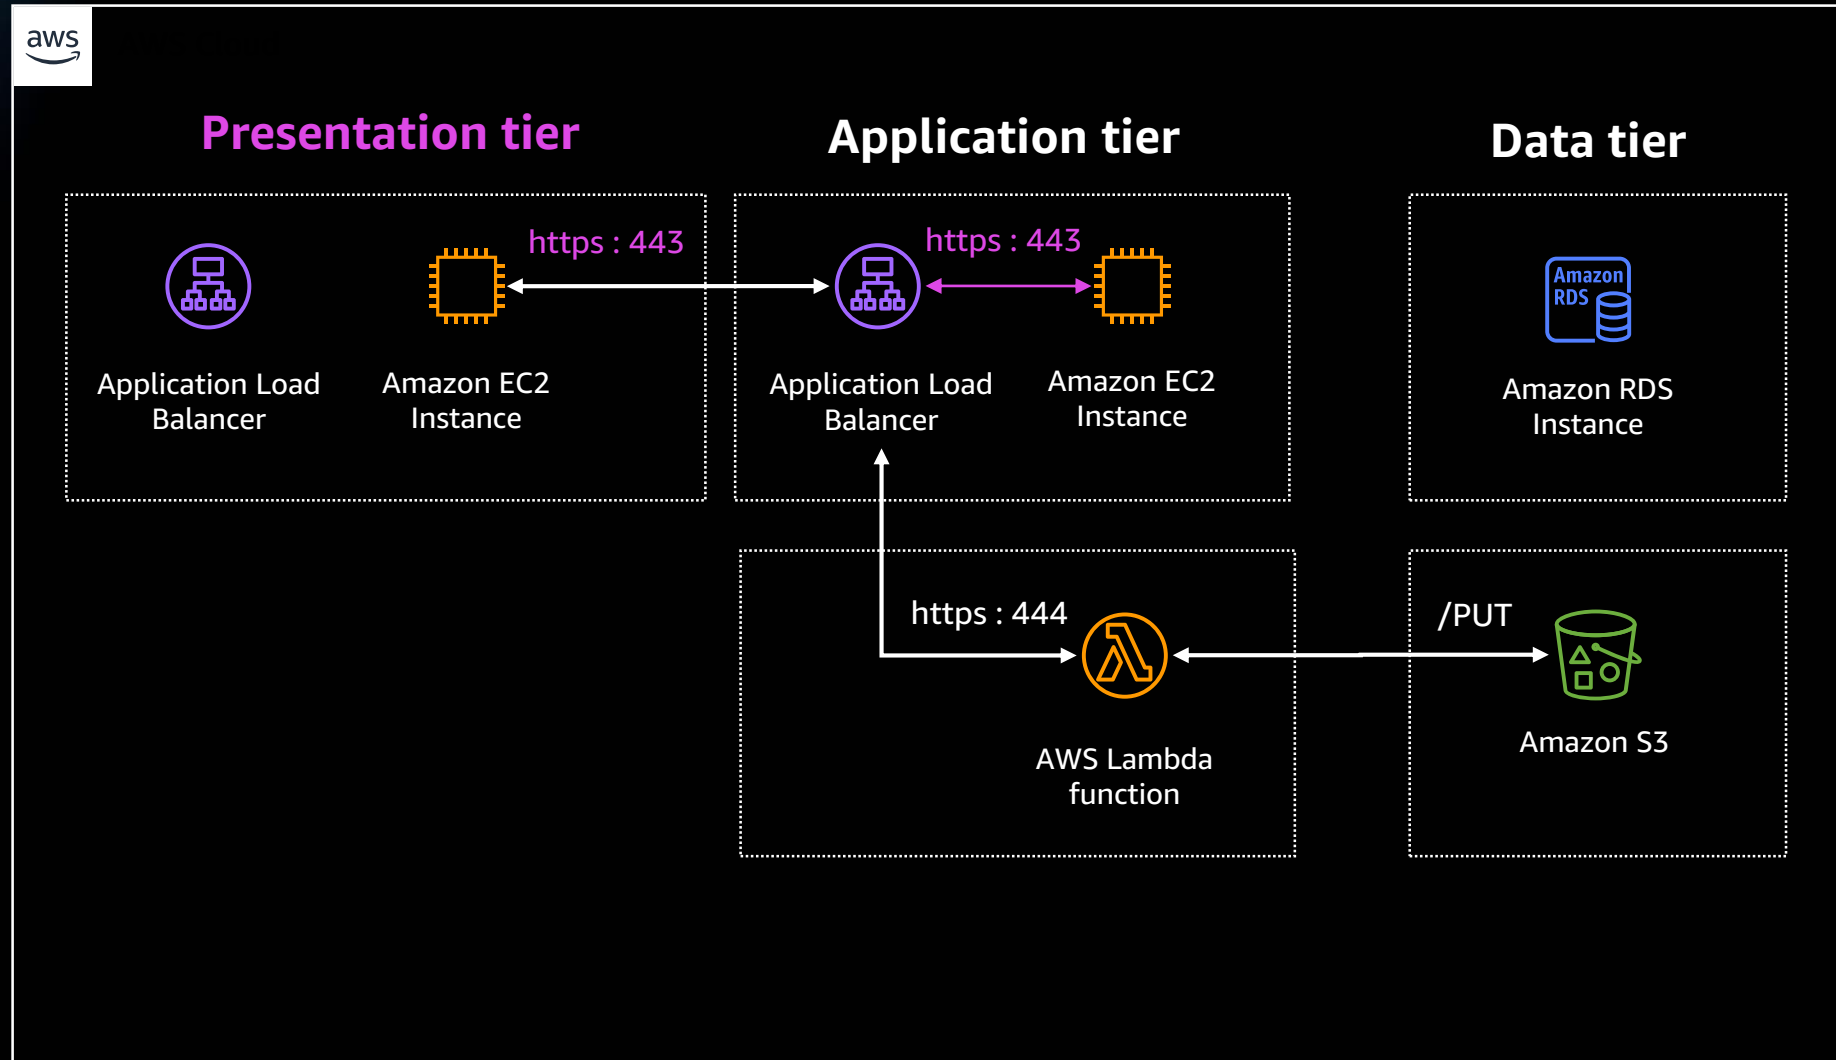 aws
Presentation tier
Application tier
Data tier
https : 443
https : 443
Amazon
RDS
Application Load
Balancer
Amazon EC2
Instance
Application Load
Balancer
Amazon EC2
Instance
Amazon RDS
Instance
https : 444
/PUT
AWS Lambda
function
Amazon S3